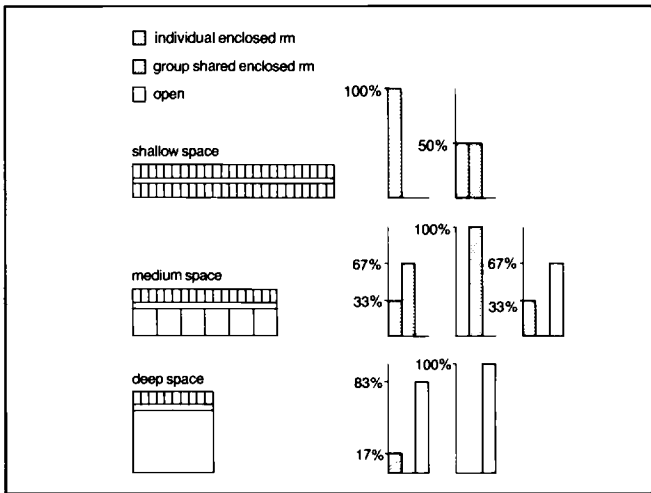 individual enclosed rm
group shared enclosed rm
open
100%
shallow space
50%
100%
67%
67%
medium space
33%
33%
deep space
100%
83%
17%